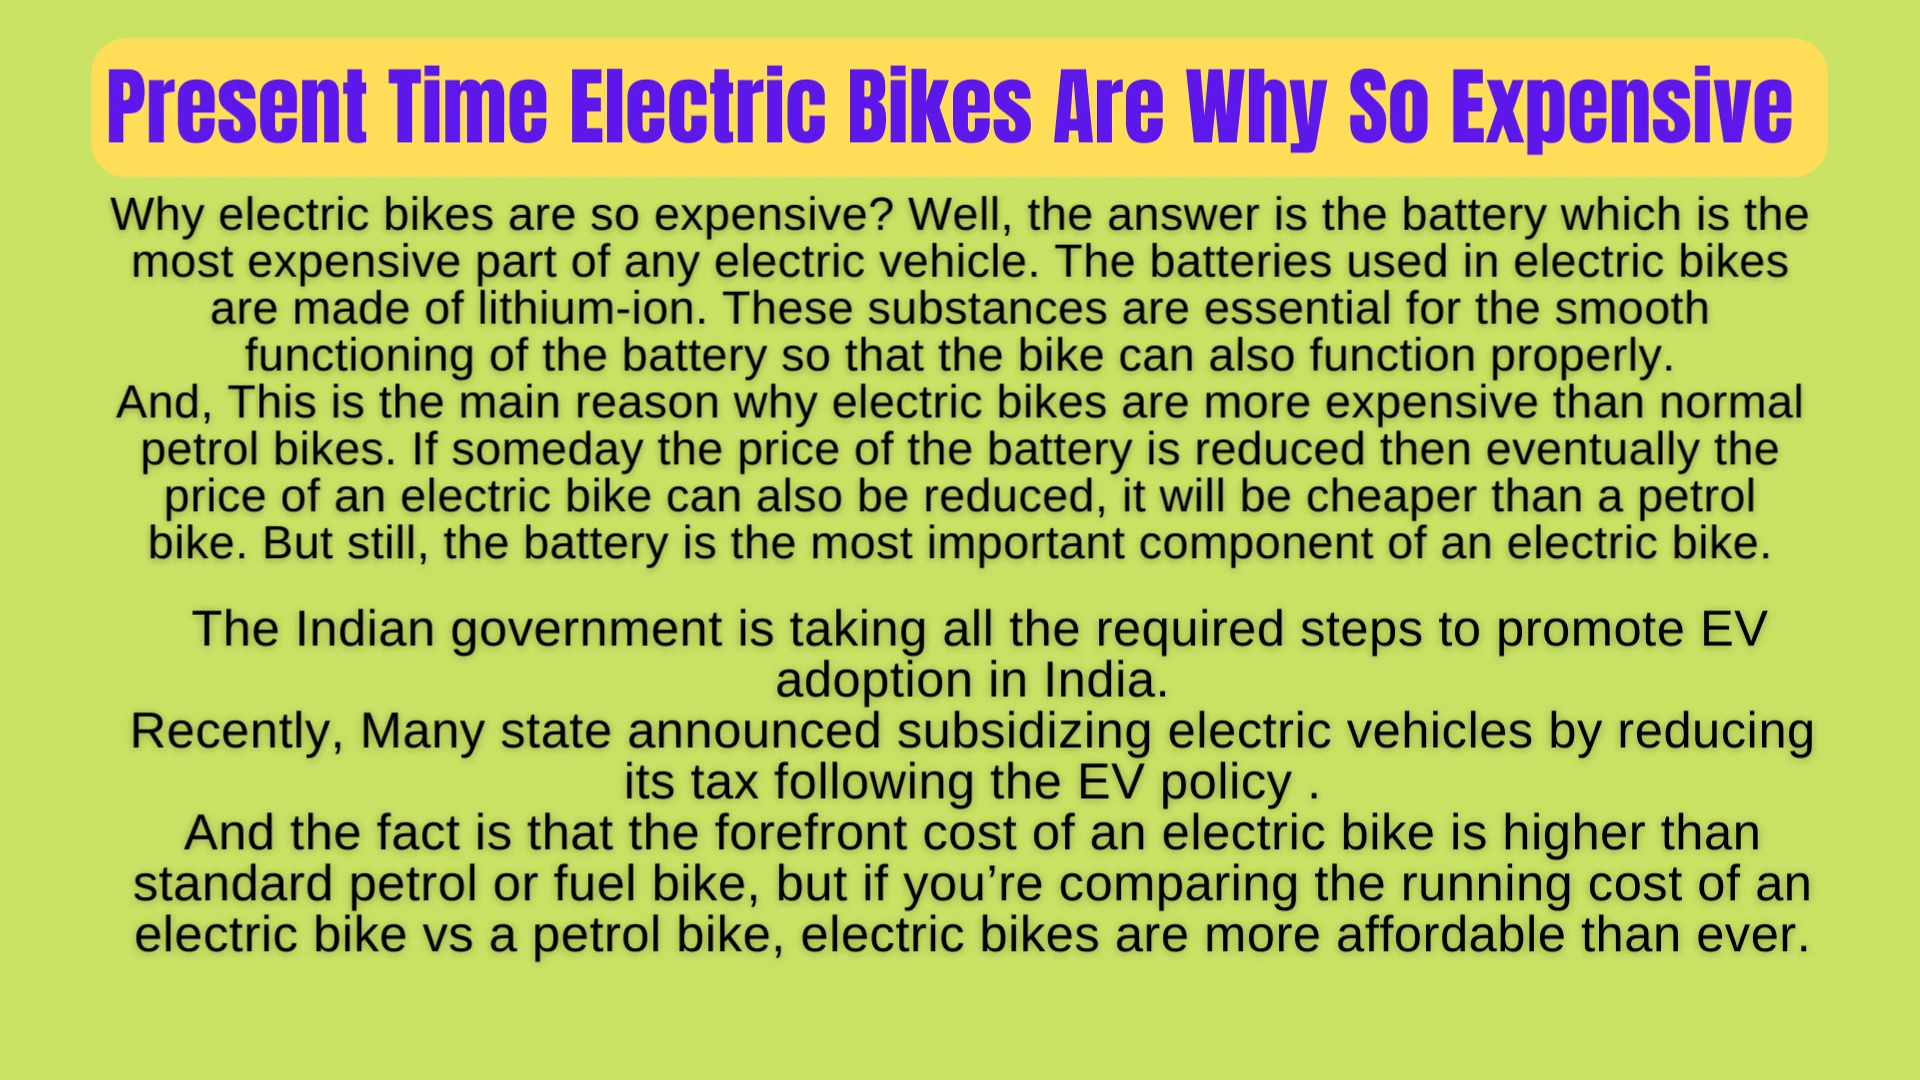 Present Time Electric Bikes Are Why So Expensive
Why electric bikes are so expensive? Well, the answer is the battery which is the
most expensive part of any electric vehicle. The batteries used in electric bikes
are made of lithium-ion. These substances are essential for the smooth
functioning of the battery so that the bike can also function properly.
And, This is the main reason why electric bikes are more expensive than normal
petrol bikes. If someday the price of the battery is reduced then eventually the
price of an electric bike can also be reduced, it will be cheaper than a petrol
bike. But still, the battery is the most important component of an electric bike.
The Indian government is taking all the required steps to promote EV
adoption in India.
Recently, Many state announced subsidizing electric vehicles by reducing
its tax following the EV policy .
And the fact is that the forefront cost of an electric bike is higher than
standard petrol or fuel bike, but if you’re comparing the running cost of an
electric bike vs a petrol bike, electric bikes are more affordable than ever.